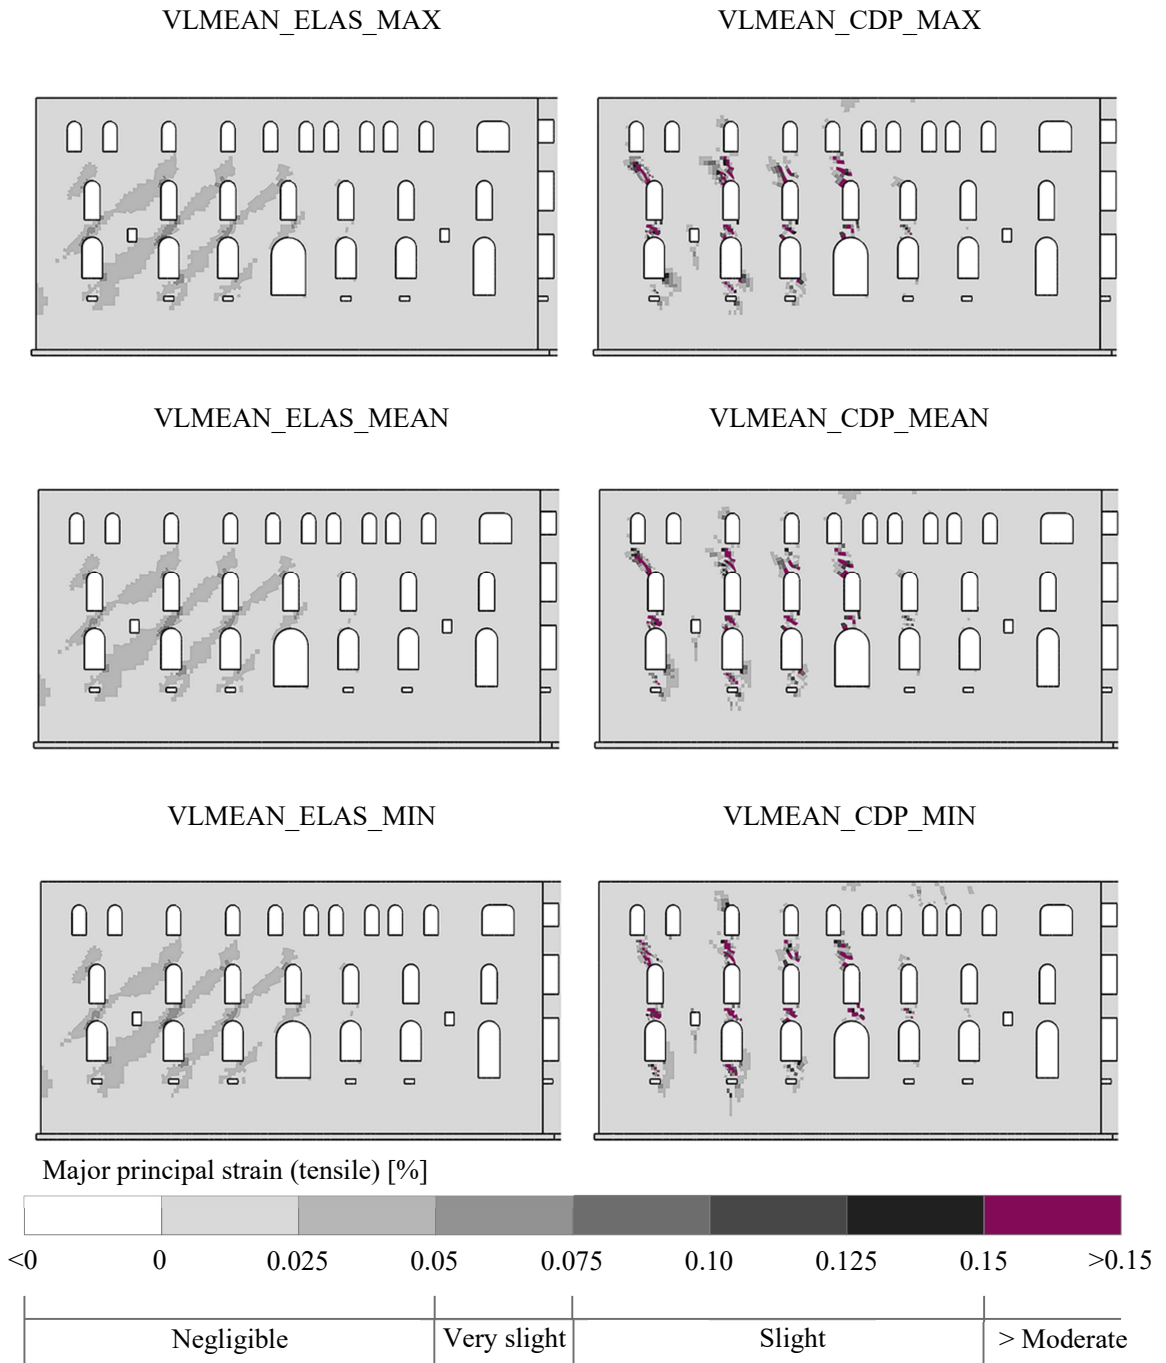 VLMEAN_ELAS_MAX VLMEAN_CDP_MAX
VLMEAN_ELAS_MEAN VLMEAN_CDP_MEAN
VLMEAN_ELAS_MIN VLMEAN_CDP_MIN
Major principal strain (tensile) [%]
<0 0 0.025 0.05 0.075 0.10 0.125 0.15 >0.15
Negligible Very slight Slight > Moderate